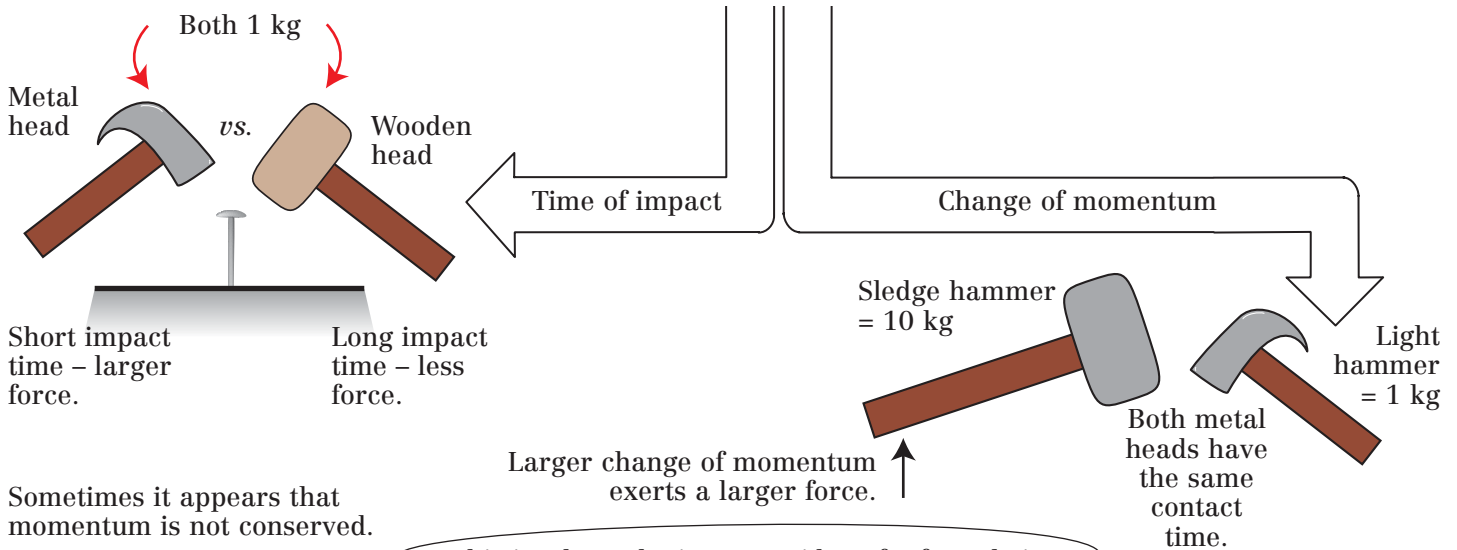 Both 1 kg
Metal
head
vs.
Wooden
head
Time of impact
Change of momentum
Short impact
time – larger
force.
Long impact
time – less
force.
Sledge hammer
= 10 kg
Light
hammer
= 1 kg
Both metal
heads have
the same
contact
time.
Larger change of momentum
exerts a larger force.
Sometimes it appears that
momentum is not conserved.